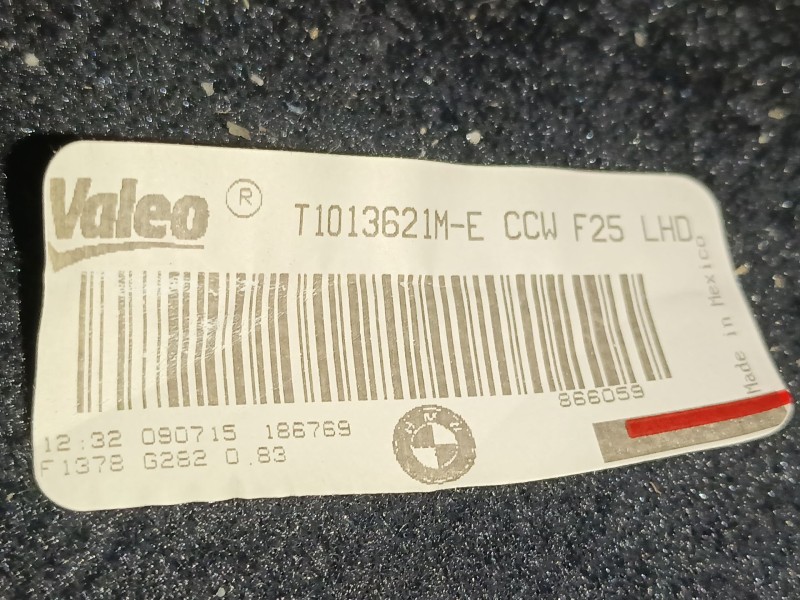 Valeo ® T1013621M-E CCW F25 LHD
Made in Mexico
866059
12:32 090715 186769
F1378 G282 0.83
BMW